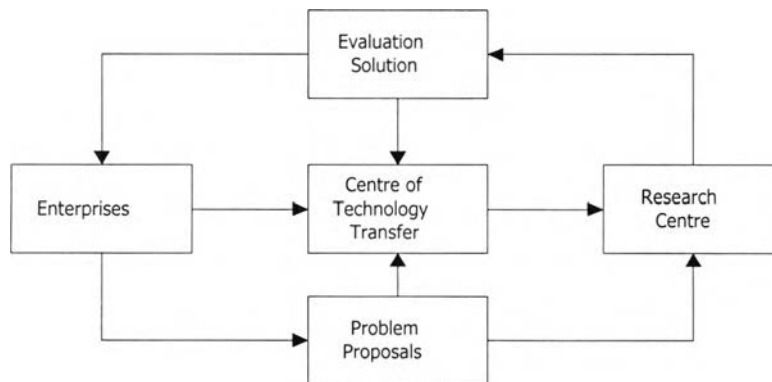 Evaluation
Solution
Enterprises
Centre of
Technology
Transfer
Research
Centre
Problem
Proposals